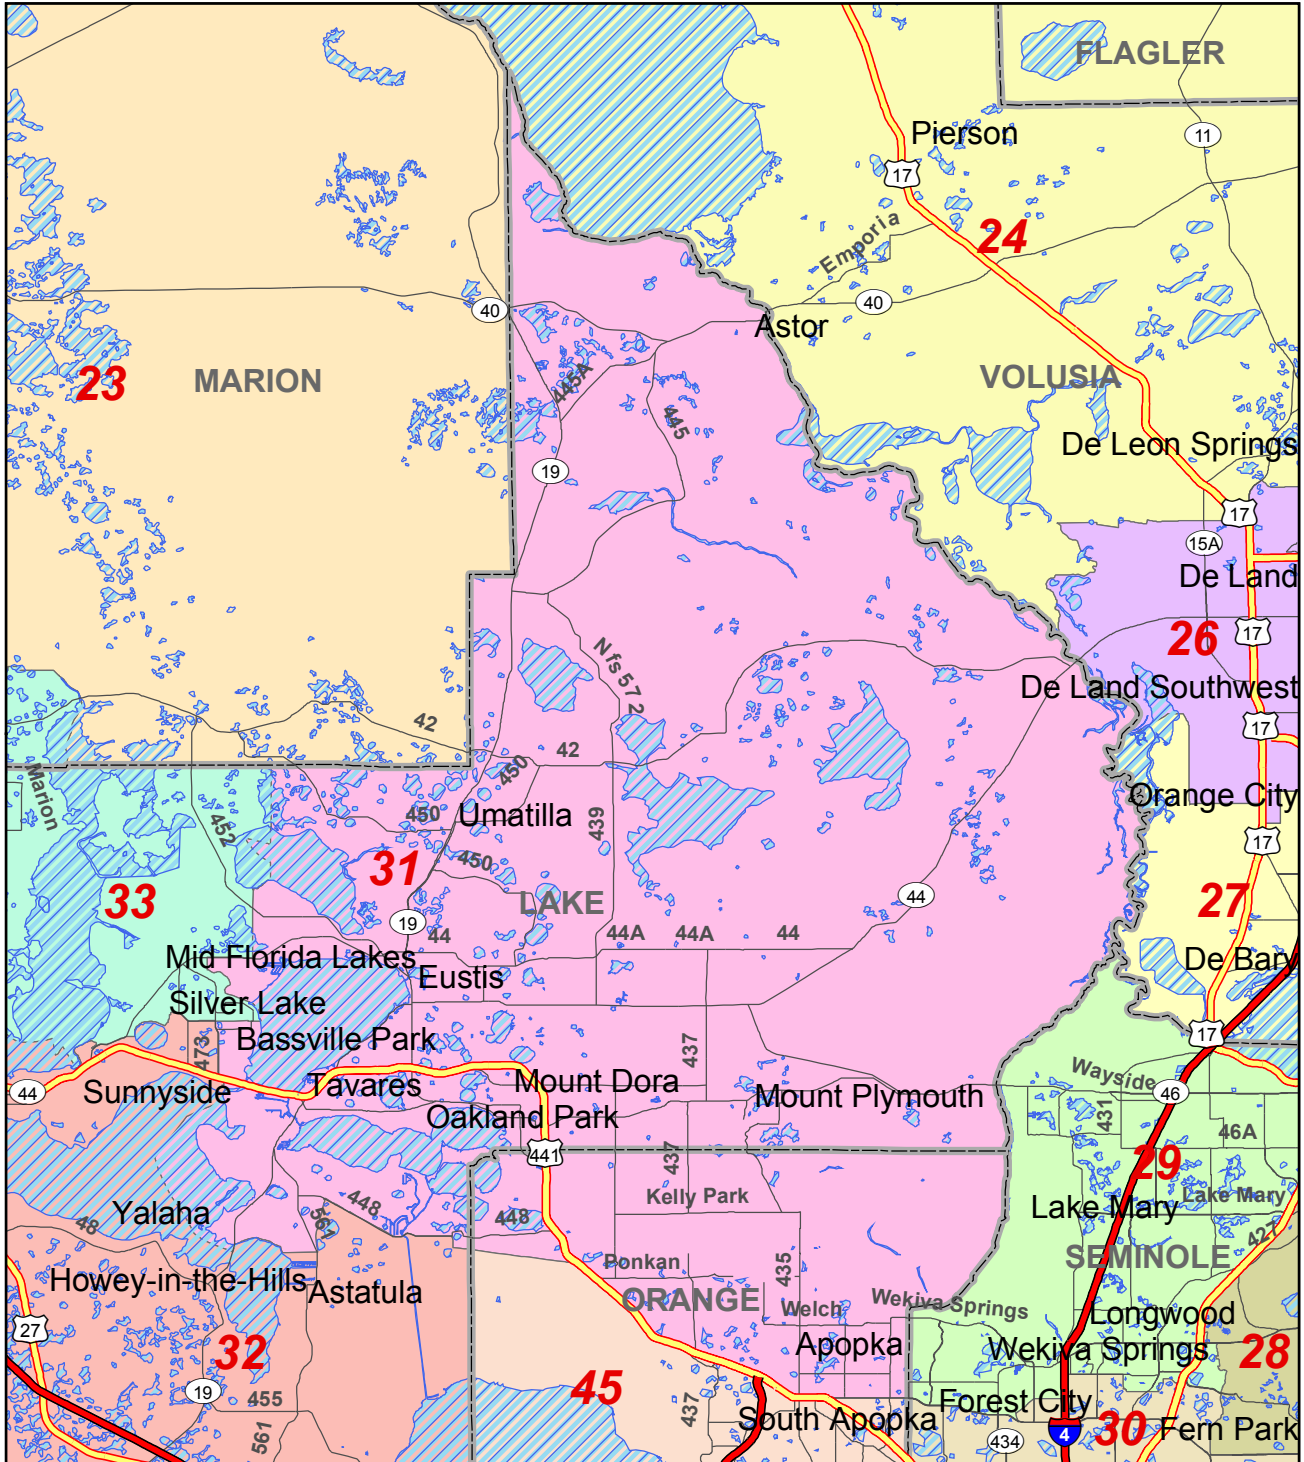 FLAGLER
Pierson
11
17
24
Emporia
40
40
Astor
23
MARION
VOLUSIA
445A
445
De Leon Springs
19
17
15A
De Land
26
17
Nfs572
De Land Southwest
42
42
17
450
Marion
Orange City
450
Umatilla
452
439
17
450
31
33
LAKE
27
44
19
44
44A
44A
44
Mid Florida Lakes
De Bary
Eustis
Silver Lake
17
Bassville Park
473
437
Wayside
Sunnyside
Tavares
Mount Dora
Mount Plymouth
44
46
431
Oakland Park
46A
441
437
29
Kelly Park
Lake Mary
448
Lake Mary
Yalaha
561
448
48
427
Ponkan
SEMINOLE
435
Howey-in-the-Hills
Astatula
ORANGE
Welch
Wekiva Springs
Longwood
27
Apopka
Wekiva Springs
32
28
45
19
455
437
Forest City
South Apopka
561
434
4
30
Fern Park